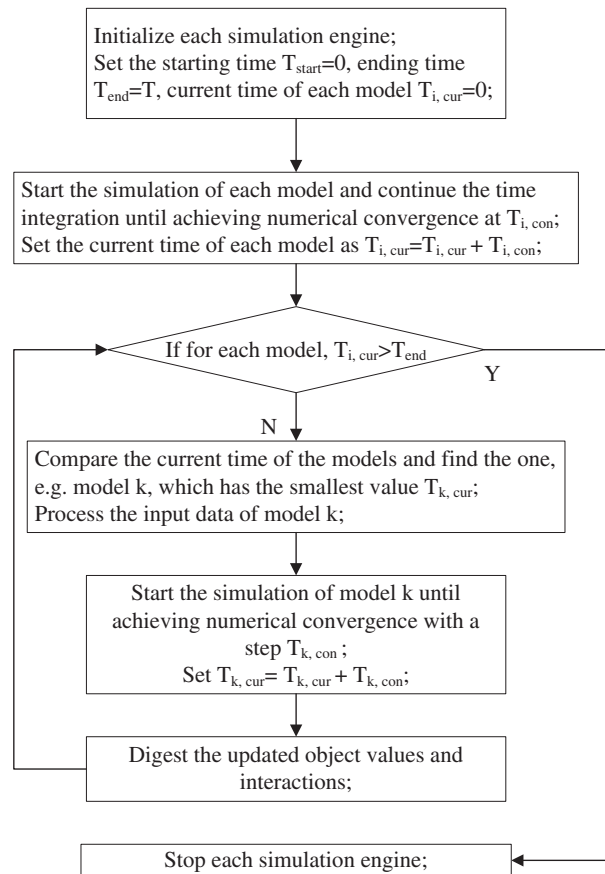 Initialize each simulation engine;
Set the starting time T_start=0, ending time
T_end=T, current time of each model T_i, cur=0;
Start the simulation of each model and continue the time
integration until achieving numerical convergence at T_i, con;
Set the current time of each model as T_i, cur=T_i, cur + T_i, con;
If for each model, T_i, cur>T_end
Y
N
Compare the current time of the models and find the one,
e.g. model k, which has the smallest value T_k, cur;
Process the input data of model k;
Start the simulation of model k until
achieving numerical convergence with a
step T_k, con ;
Set T_k, cur= T_k, cur + T_k, con;
Digest the updated object values and
interactions;
Stop each simulation engine;